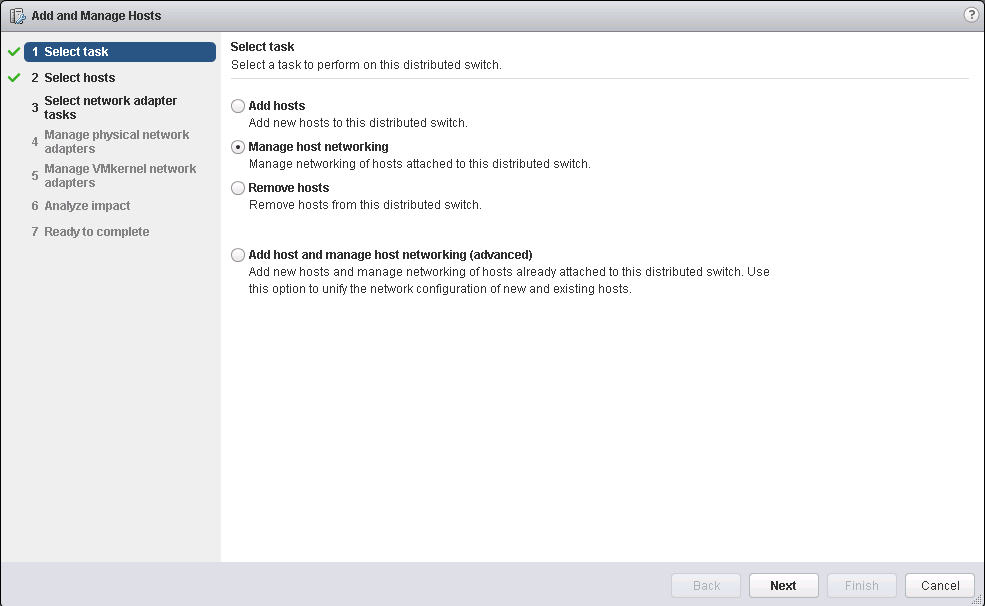 Add and Manage Hosts
?
1 Select task
2 Select hosts
3 Select network adapter
tasks
4 Manage physical network
adapters
5 Manage VMkernel network
adapters
6 Analyze impact
7 Ready to complete
Select task
Select a task to perform on this distributed switch.
Add hosts
Add new hosts to this distributed switch.
Manage host networking
Manage networking of hosts attached to this distributed switch.
Remove hosts
Remove hosts from this distributed switch.
Add host and manage host networking (advanced)
Add new hosts and manage networking of hosts already attached to this distributed switch. Use
this option to unify the network configuration of new and existing hosts.
Back Next Finish Cancel